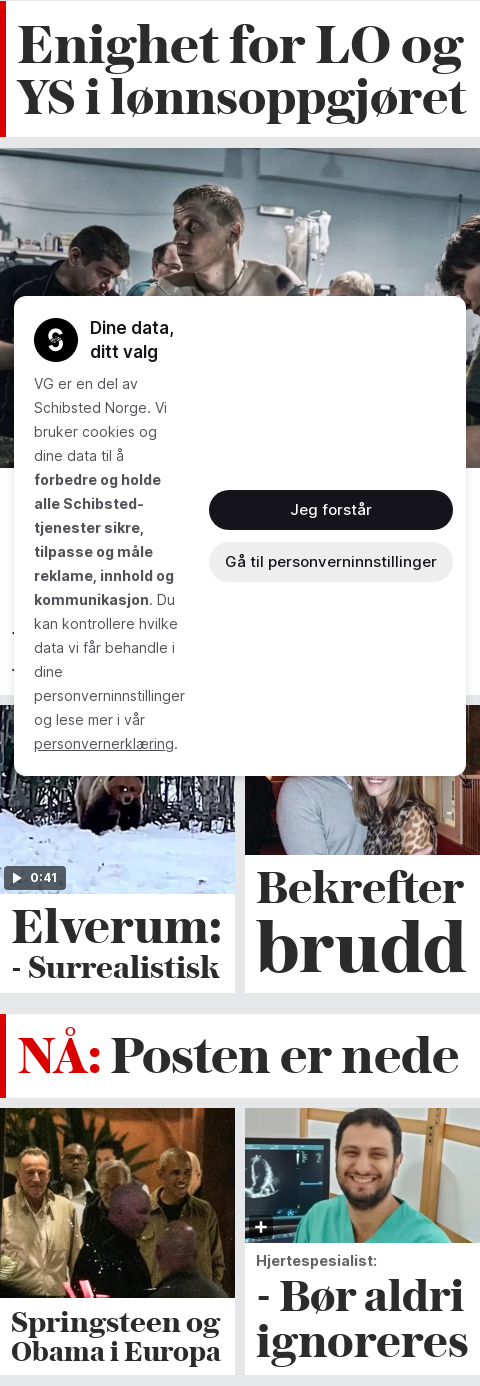 Enighet for LO og
YS i lønnsoppgjøret
Dine data,
ditt valg
VG er en del av
Schibsted Norge. Vi
bruker cookies og
dine data til å
forbedre og holde
alle Schibsted-
tjenester sikre,
tilpasse og måle
reklame, innhold og
kommunikasjon. Du
kan kontrollere hvilke
data vi får behandle i
dine
personverninnstillinger
og lese mer i vår
personvernerklæring.
Jeg forstår
Gå til personverninnstillinger
0:41
Elverum:
- Surrealistisk
Bekrefter
brudd
NÅ: Posten er nede
Springsteen og
Obama i Europa
Hjertespesialist:
- Bør aldri
ignoreres